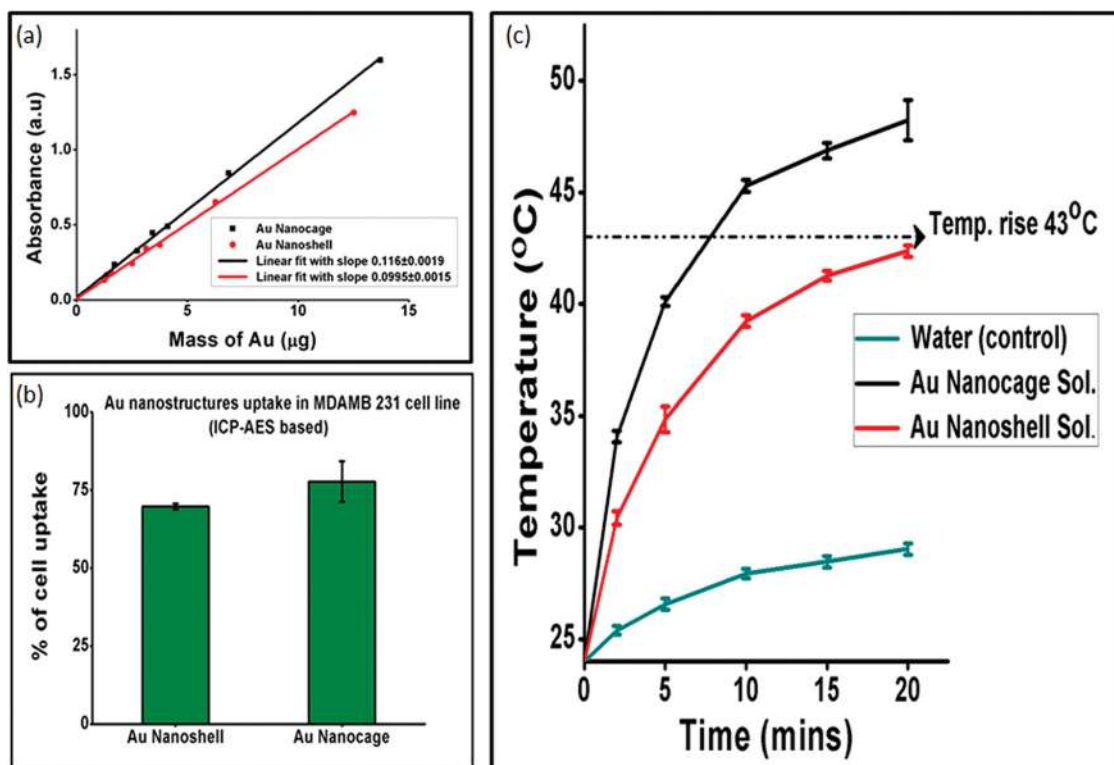 (a)
Absorbance (a.u)
1.5
1.0
0.5
0.0
0
5
10
15
Mass of Au (μg)
Au Nanocage
Au Nanoshell
Linear fit with slope 0.116±0.0019
Linear fit with slope 0.0995±0.0015
(b)
Au nanostructures uptake in MDAMB 231 cell line
(ICP-AES based)
% of cell uptake
100
75
50
25
0
Au Nanoshell
Au Nanocage
(c)
Temperature (ºC)
50
45
40
35
30
25
Temp. rise 43⁰C
Water (control)
Au Nanocage Sol.
Au Nanoshell Sol.
0
5
10
15
20
Time (mins)